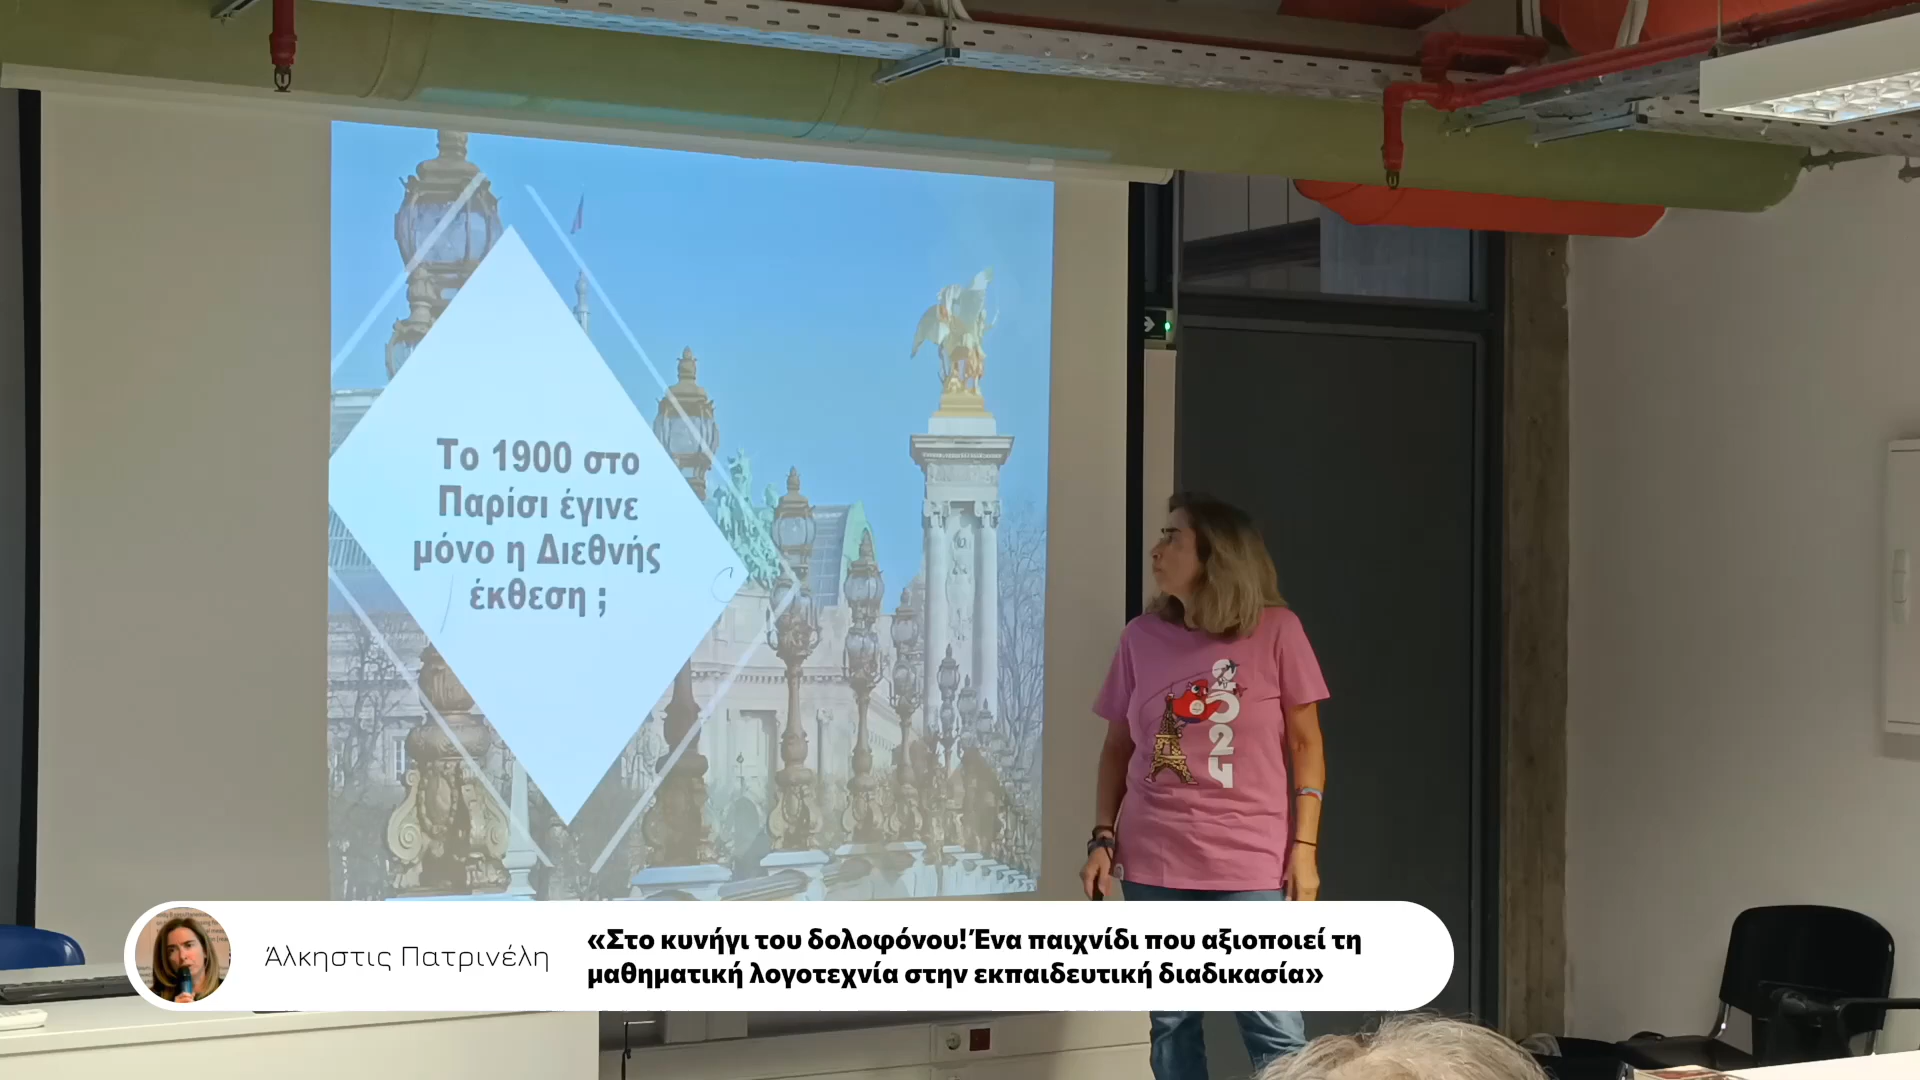 Το 1900 στο
Παρίσι έγινε
μόνο η Διεθνής
έκθεση ;
2024
Άλκηστις Πατρινέλη
«Στο κυνήγι του δολοφόνου! Ένα παιχνίδι που αξιοποιεί τη
μαθηματική λογοτεχνία στην εκπαιδευτική διαδικασία»